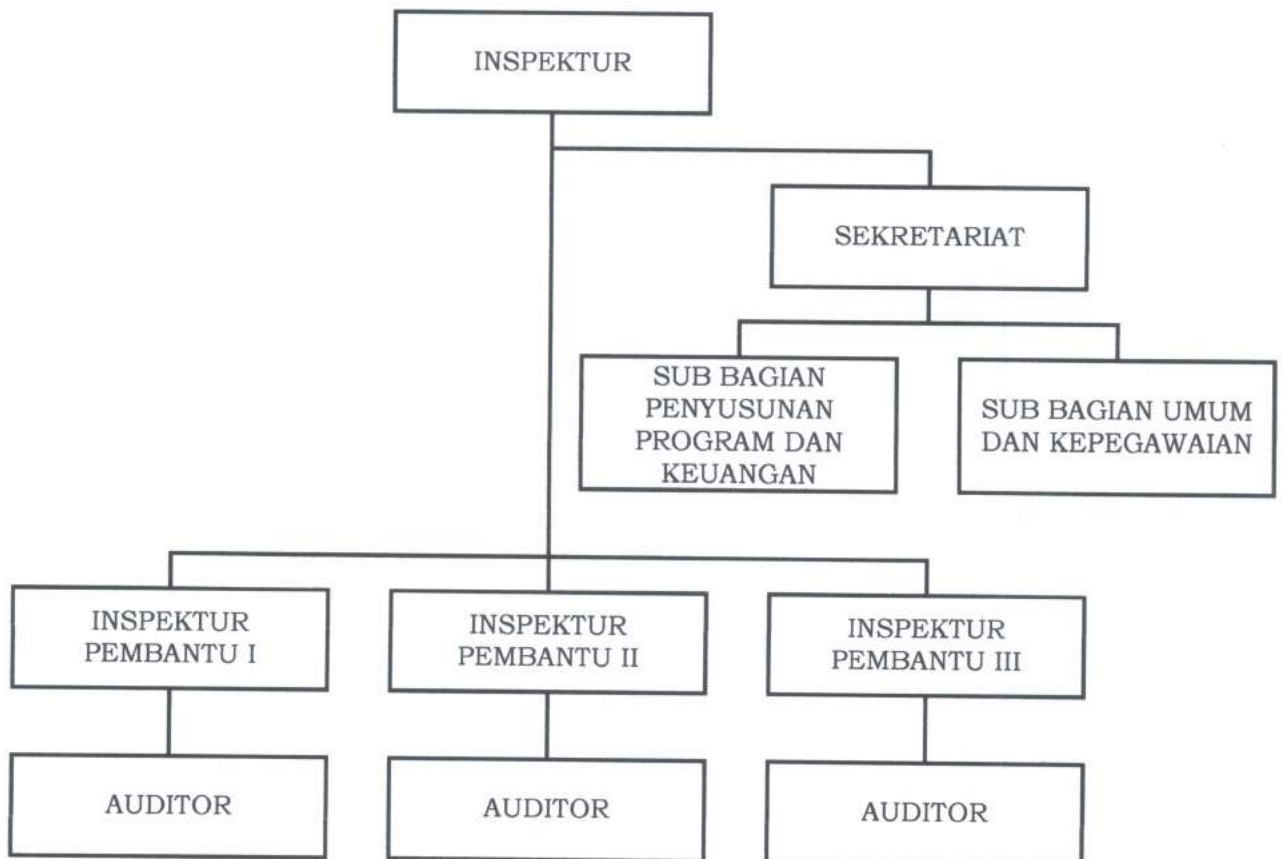 INSPEKTUR
SEKRETARIAT
SUB BAGIAN
PENYUSUNAN
PROGRAM DAN
KEUANGAN
SUB BAGIAN UMUM
DAN KEPEGAWAIAN
INSPEKTUR
PEMBANTU I
INSPEKTUR
PEMBANTU II
INSPEKTUR
PEMBANTU III
AUDITOR
AUDITOR
AUDITOR